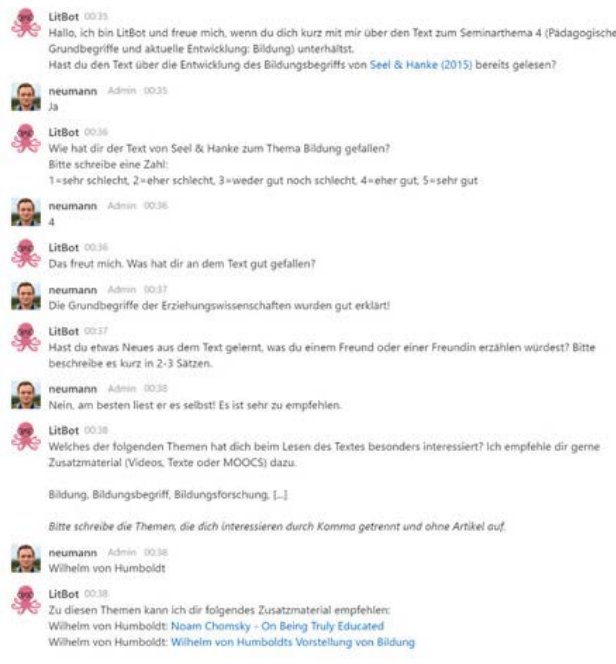 LitBot 00:35
Hallo, ich bin LitBot und freue mich, wenn du dich kurz mit mir über den Text zum Seminarthema 4 (Pädagogische
Grundbegriffe und aktuelle Entwicklung: Bildung) unterhältst.
Hast du den Text über die Entwicklung des Bildungsbegriffs von Seel & Hanke (2015) bereits gelesen?
neumann Admin 00:35
Ja
LitBot 00:36
Wie hat dir der Text von Seel & Hanke zum Thema Bildung gefallen?
Bitte schreibe eine Zahl:
1=sehr schlecht, 2=eher schlecht, 3=weder gut noch schlecht, 4=eher gut, 5=sehr gut
neumann Admin 00:36
4
LitBot 00:36
Das freut mich. Was hat dir an dem Text gut gefallen?
neumann Admin 00:37
Die Grundbegriffe der Erziehungswissenschaften wurden gut erklärt!
LitBot 00:37
Hast du etwas Neues aus dem Text gelernt, was du einem Freund oder einer Freundin erzählen würdest? Bitte
beschreibe es kurz in 2-3 Sätzen.
neumann Admin 00:38
Nein, am besten liest er es selbst! Es ist sehr zu empfehlen.
LitBot 00:38
Welches der folgenden Themen hat dich beim Lesen des Textes besonders interessiert? Ich empfehle dir gerne
Zusatzmaterial (Videos, Texte oder MOOCS) dazu.
Bildung, Bildungsbegriff, Bildungsforschung, [...]
Bitte schreibe die Themen, die dich interessieren durch Komma getrennt und ohne Artikel auf.
neumann Admin 00:38
Wilhelm von Humboldt
LitBot 00:38
Zu diesen Themen kann ich dir folgendes Zusatzmaterial empfehlen:
Wilhelm von Humboldt: Noam Chomsky - On Being Truly Educated
Wilhelm von Humboldt: Wilhelm von Humboldts Vorstellung von Bildung